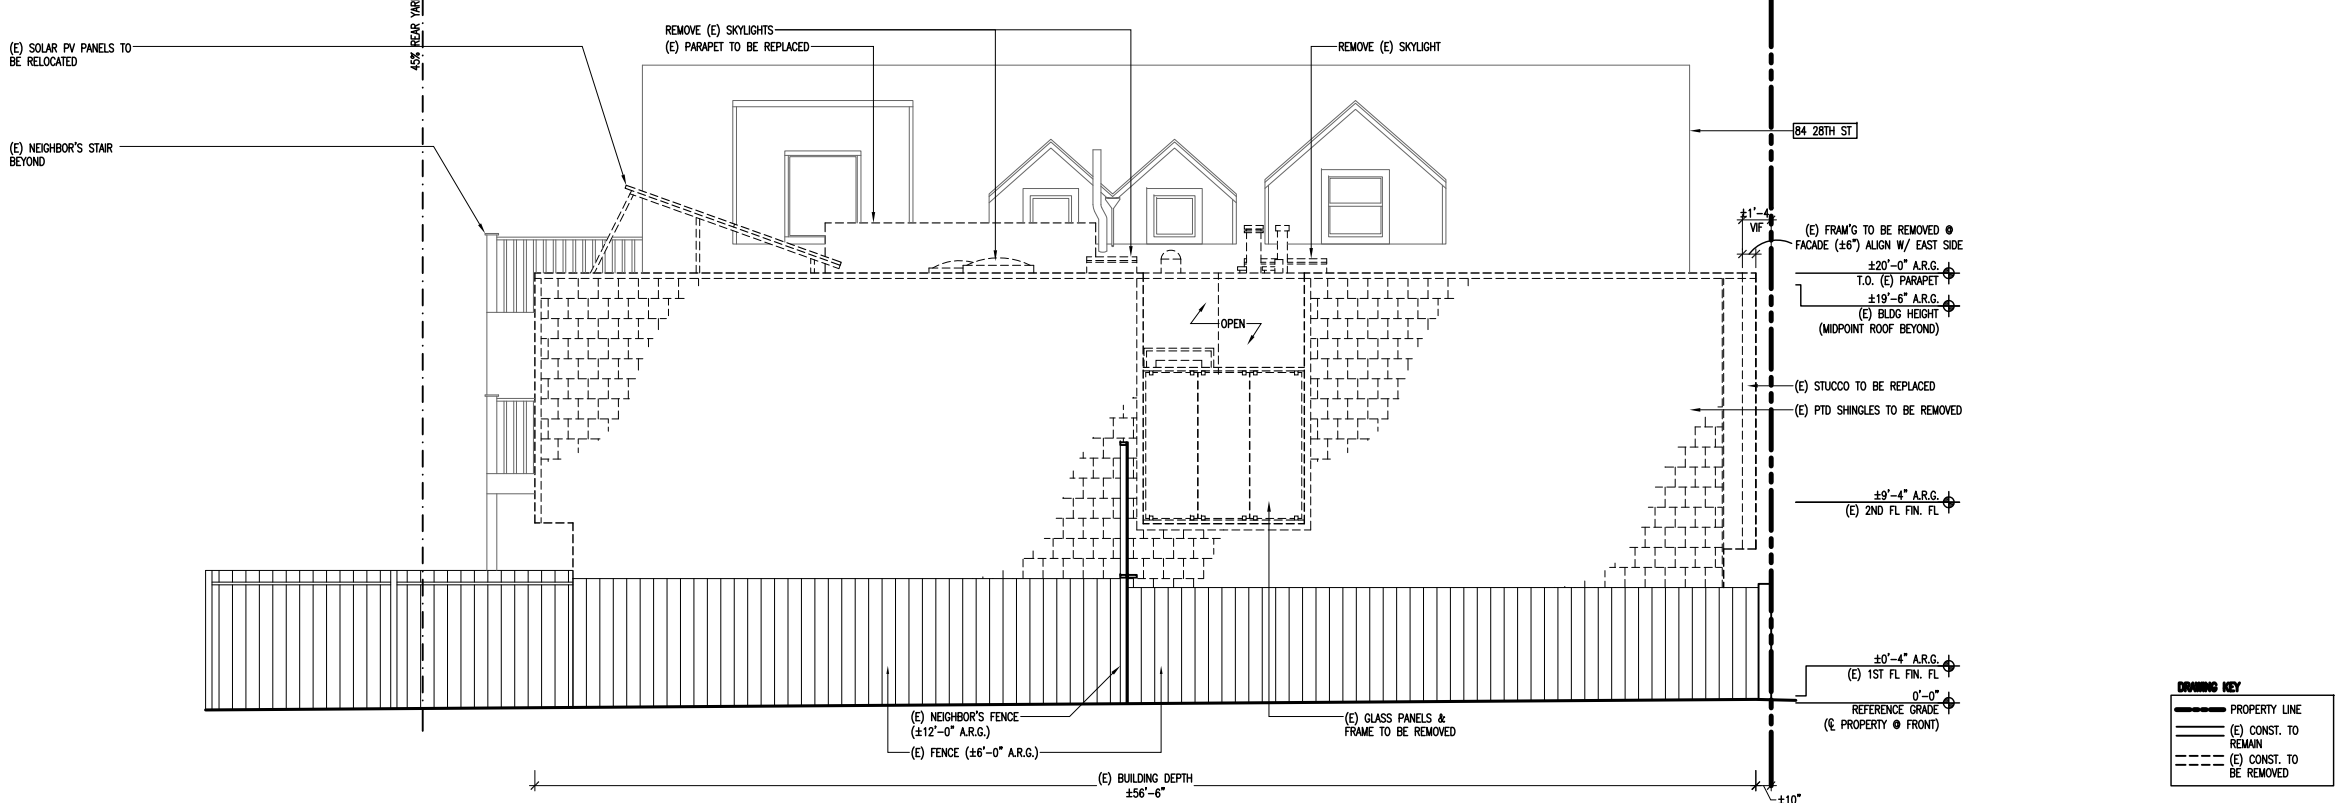 45% REAR YARD
(E) SOLAR PV PANELS TO
BE RELOCATED
REMOVE (E) SKYLIGHTS
(E) PARAPET TO BE REPLACED
REMOVE (E) SKYLIGHT
84 28TH ST
(E) NEIGHBOR'S STAIR
BEYOND
±1'-4
VIF
(E) FRAM'G TO BE REMOVED @
FACADE (±6") ALIGN W/ EAST SIDE
±20'-0" A.R.G.
T.O. (E) PARAPET
±19'-6" A.R.G.
(E) BLDG HEIGHT
(MIDPOINT ROOF BEYOND)
OPEN
(E) STUCCO TO BE REPLACED
(E) PTD SHINGLES TO BE REMOVED
±9'-4" A.R.G.
(E) 2ND FL FIN. FL
±0'-4" A.R.G.
(E) 1ST FL FIN. FL
0'-0"
REFERENCE GRADE
(℄ PROPERTY @ FRONT)
(E) NEIGHBOR'S FENCE
(±12'-0" A.R.G.)
(E) FENCE (±6'-0" A.R.G.)
(E) GLASS PANELS &
FRAME TO BE REMOVED
(E) BUILDING DEPTH
±56'-6"
±10"
DRAWING KEY
PROPERTY LINE
(E) CONST. TO
REMAIN
(E) CONST. TO
BE REMOVED